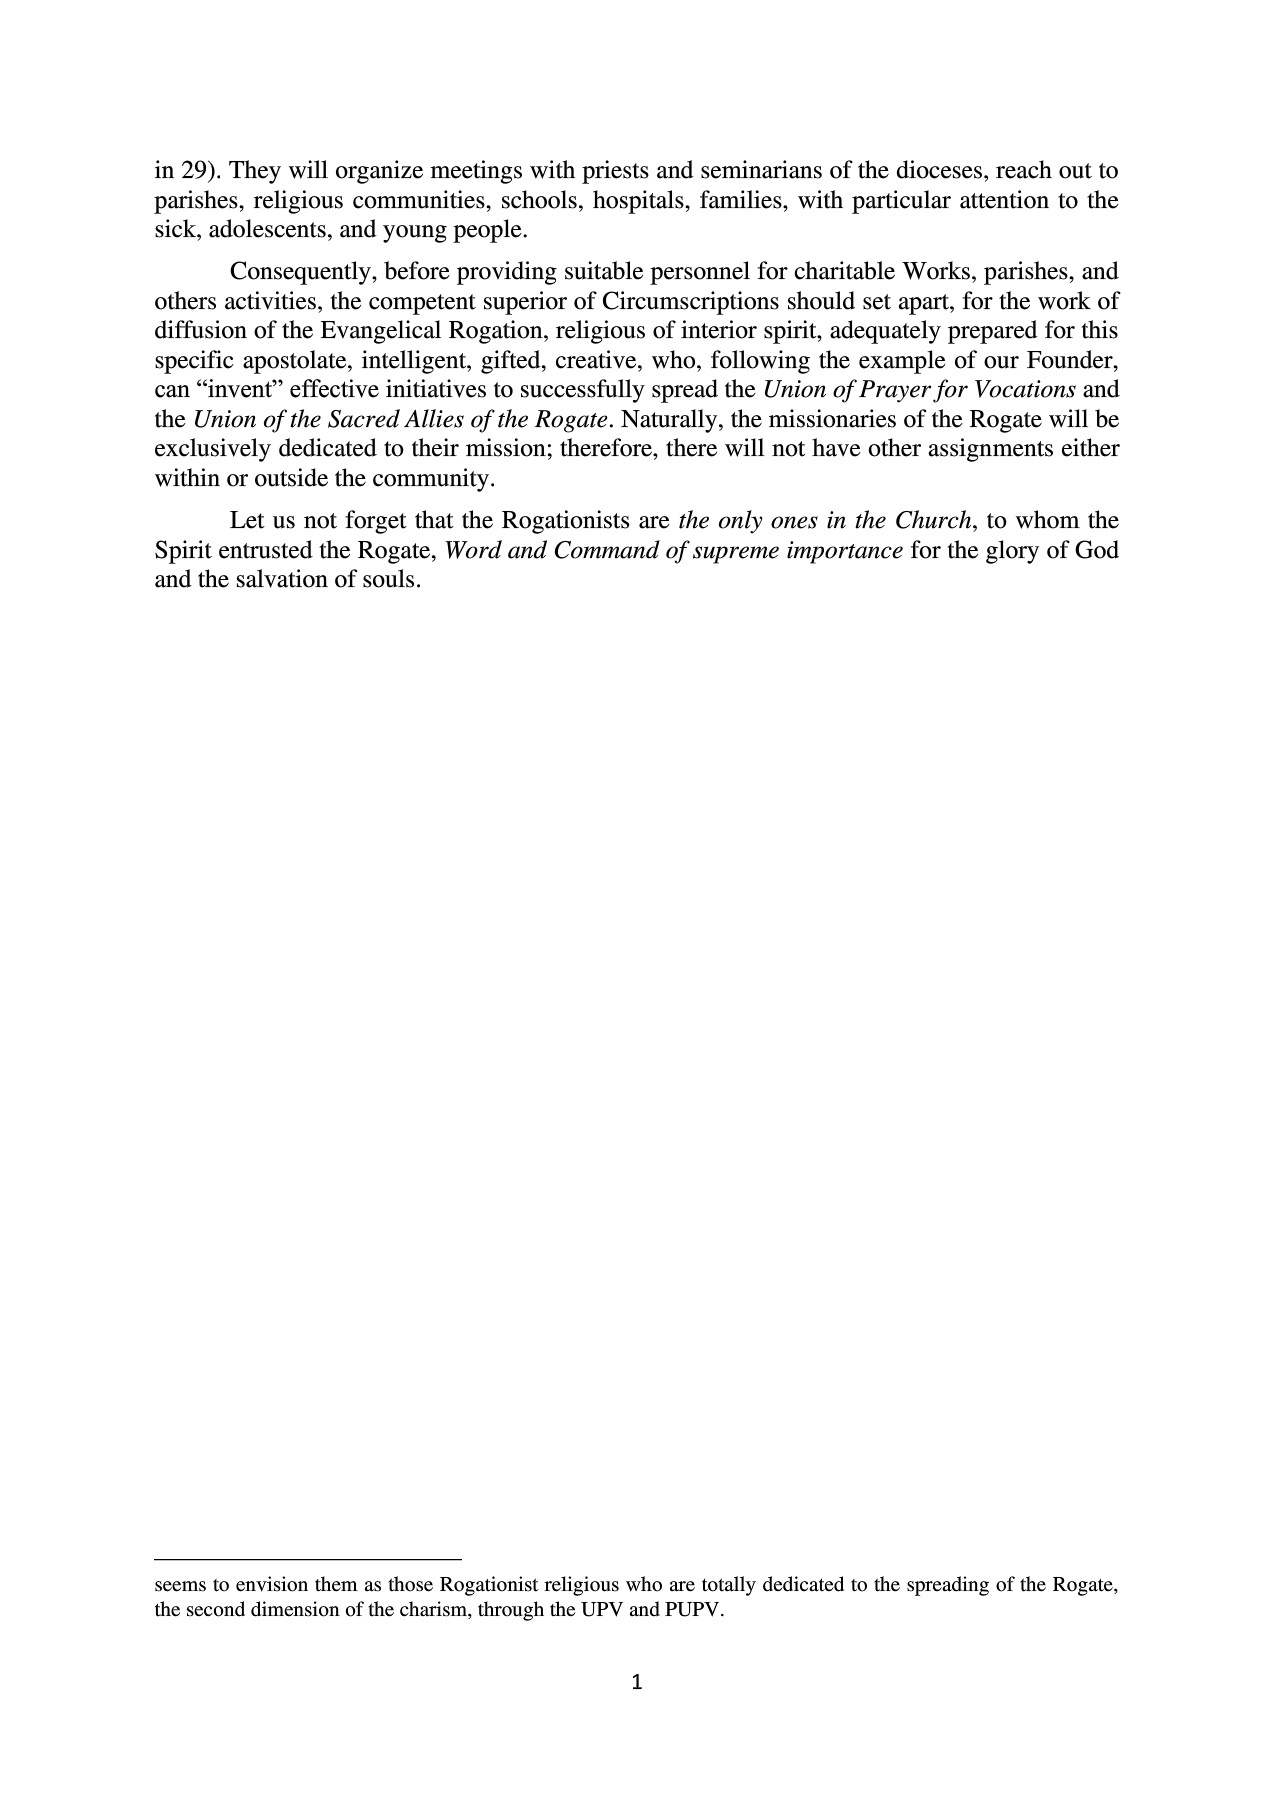 in 29). They will organize meetings with priests and seminarians of the dioceses, reach out to
parishes, religious communities, schools, hospitals, families, with particular attention to the
sick, adolescents, and young people.
Consequently, before providing suitable personnel for charitable Works, parishes, and
others activities, the competent superior of Circumscriptions should set apart, for the work of
diffusion of the Evangelical Rogation, religious of interior spirit, adequately prepared for this
specific apostolate, intelligent, gifted, creative, who, following the example of our Founder,
can “invent” effective initiatives to successfully spread the Union of Prayer for Vocations and
the Union of the Sacred Allies of the Rogate. Naturally, the missionaries of the Rogate will be
exclusively dedicated to their mission; therefore, there will not have other assignments either
within or outside the community.
Let us not forget that the Rogationists are the only ones in the Church, to whom the
Spirit entrusted the Rogate, Word and Command of supreme importance for the glory of God
and the salvation of souls.
seems to envision them as those Rogationist religious who are totally dedicated to the spreading of the Rogate,
the second dimension of the charism, through the UPV and PUPV.
1